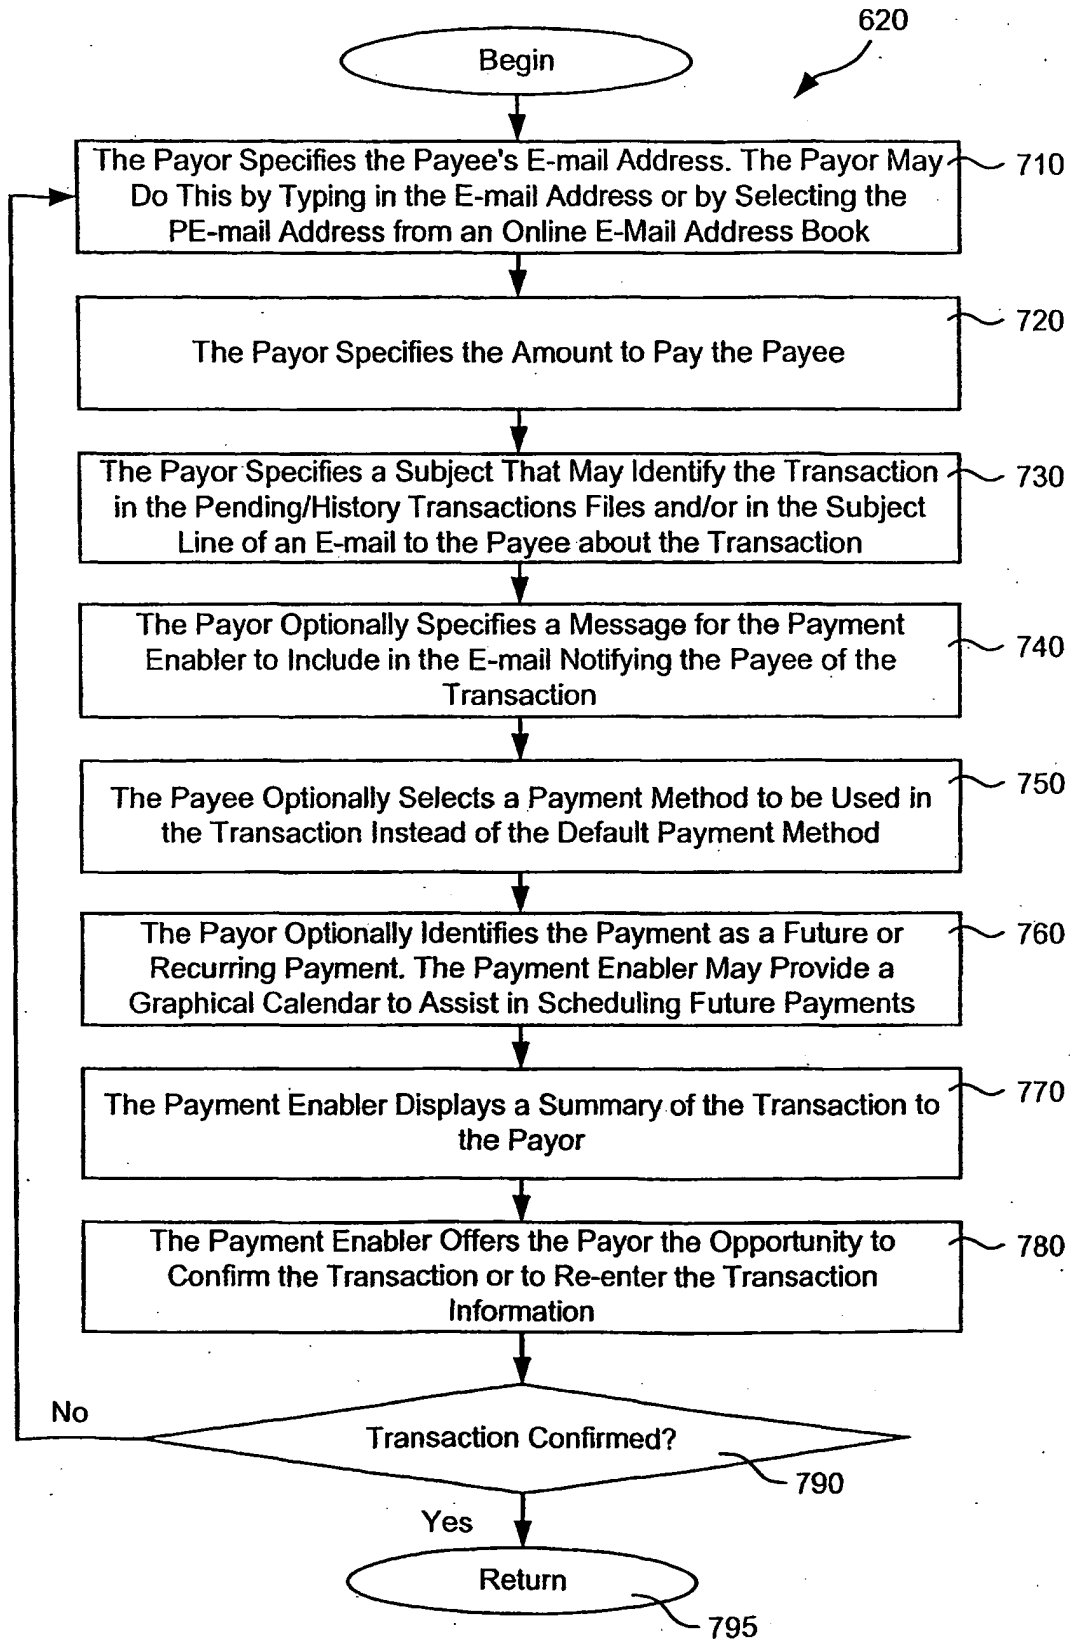 620
Begin
The Payor Specifies the Payee's E-mail Address. The Payor May
710
Do This by Typing in the E-mail Address or by Selecting the
PE-mail Address from an Online E-Mail Address Book
720
The Payor Specifies the Amount to Pay the Payee
The Payor Specifies a Subject That May Identify the Transaction
730
in the Pending/History Transactions Files and/or in the Subject
Line of an E-mail to the Payee about the Transaction
The Payor Optionally Specifies a Message for the Payment
740
Enabler to Include in the E-mail Notifying the Payee of the
Transaction
750
The Payee Optionally Selects a Payment Method to be Used in
the Transaction Instead of the Default Payment Method
The Payor Optionally Identifies the Payment as a Future or
760
Recurring Payment. The Payment Enabler May Provide a
Graphical Calendar to Assist in Scheduling Future Payments
770
The Payment Enabler Displays a Summary of the Transaction to
the Payor
The Payment Enabler Offers the Payor the Opportunity to
780
Confirm the Transaction or to Re-enter the Transaction
Information
No
Transaction Confirmed?
790
Yes
Return
795